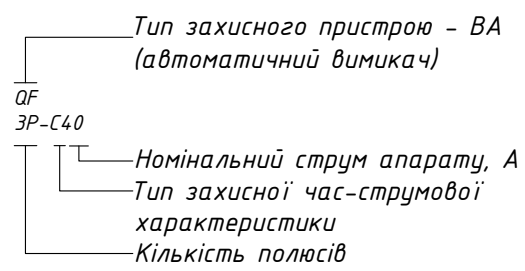 Тип захисного пристрою - ВА
(автоматичний вимикач)
QF
3P-C40
Номінальний струм апарату, А
Тип захисної час-струмової
характеристики
Кількість полюсів